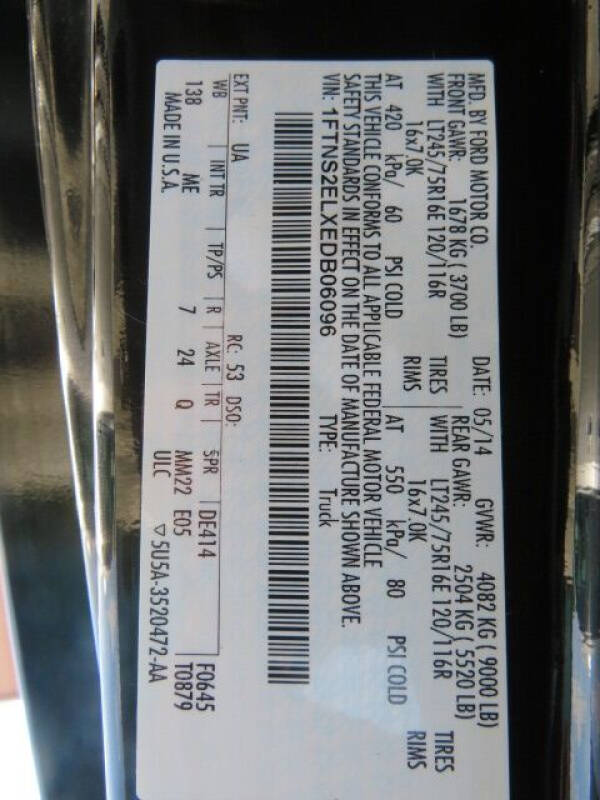 MFD. BY FORD MOTOR CO.
DATE: 05/14 GVWR: 4082 KG ( 9000 LB)
FRONT GAWR: 1678 KG ( 3700 LB) REAR GAWR: 2504 KG ( 5520 LB)
WITH LT245/75R16E 120/116R TIRES WITH LT245/75R16E 120/116R TIRES
16x7.0K RIMS 16x7.0K RIMS
AT 420 kPa/ 60 PSI COLD AT 550 kPa/ 80 PSI COLD
THIS VEHICLE CONFORMS TO ALL APPLICABLE FEDERAL MOTOR VEHICLE
SAFETY STANDARDS IN EFFECT ON THE DATE OF MANUFACTURE SHOWN ABOVE.
VIN: 1FTNS2ELXEDB06096 TYPE: Truck
EXT PNT: UA RC: 53 DSO:
WB INT TR TP/PS R AXLE TR SPR DE414 F0645
138 ME 7 24 Q MM22 E05 T0879
MADE IN U.S.A. ULC ▽ 5U5A-3520472-AA